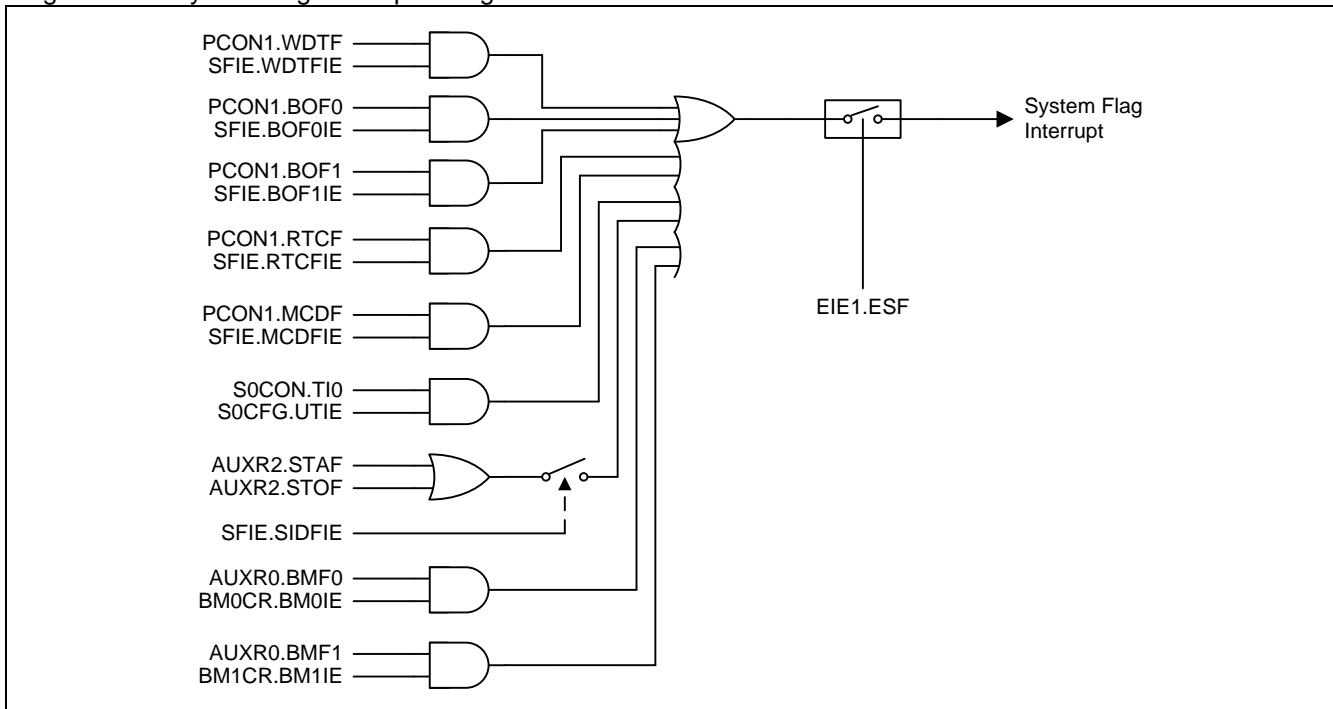 PCON1.WDTF
SFIE.WDTFIE
PCON1.BOF0
SFIE.BOF0IE
System Flag
Interrupt
PCON1.BOF1
SFIE.BOF1IE
PCON1.RTCF
SFIE.RTCFIE
PCON1.MCDF
SFIE.MCDFIE
EIE1.ESF
S0CON.TI0
S0CFG.UTIE
AUXR2.STAF
AUXR2.STOF
SFIE.SIDFIE
AUXR0.BMF0
BM0CR.BM0IE
AUXR0.BMF1
BM1CR.BM1IE